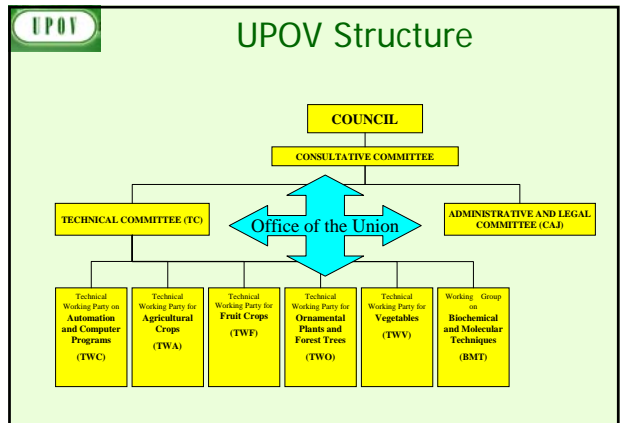 UPOV
UPOV Structure
COUNCIL
CONSULTATIVE COMMITTEE
TECHNICAL COMMITTEE (TC)
Office of the Union
ADMINISTRATIVE AND LEGAL
COMMITTEE (CAJ)
Technical
Working Party on
Automation
and Computer
Programs
(TWC)
Technical
Working Party for
Agricultural
Crops
(TWA)
Technical
Working Party for
Fruit Crops
(TWF)
Technical
Working Party for
Ornamental
Plants and
Forest Trees
(TWO)
Technical
Working Party for
Vegetables
(TWV)
Working Group
on
Biochemical
and Molecular
Techniques
(BMT)